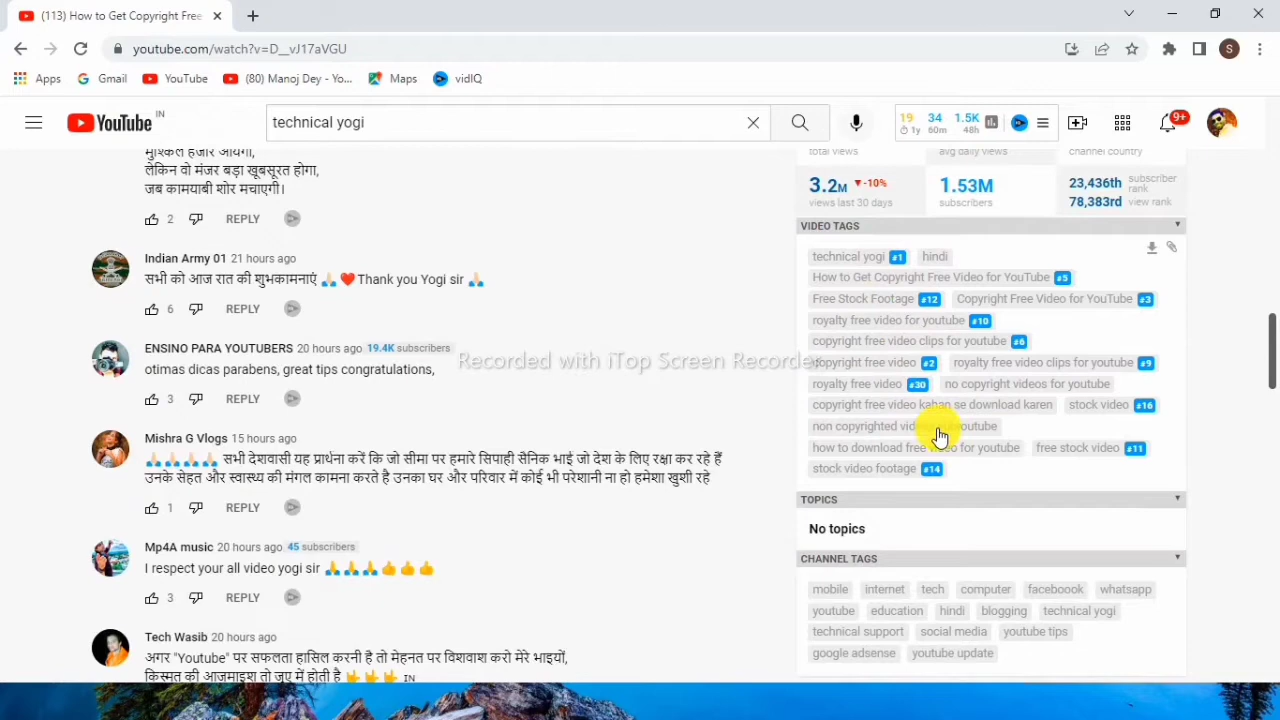 (113) How to Get Copyright Free
youtube.com/watch?v=D__vJ17aVGU
S
Apps Gmail YouTube (80) Manoj Dey - Yo... Maps vidIQ
YouTube IN
technical yogi
19 1y 34 60m 1.5K 48h
9+
मुश्किल हजार आयेगी,
लेकिन वो मंजर बड़ा खूबसूरत होगा,
जब कामयाबी शोर मचाएगी।
2 REPLY
Indian Army 01 21 hours ago
सभी को आज रात की शुभकामनाएं 🙏❤️Thank you Yogi sir 🙏
6 REPLY
ENSINO PARA YOUTUBERS 20 hours ago 19.4K subscribers
otimas dicas parabens, great tips congratulations,
3 REPLY
Mishra G Vlogs 15 hours ago
🙏🙏🙏🙏 सभी देशवासी यह प्रार्थना करें कि जो सीमा पर हमारे सिपाही सैनिक भाई जो देश के लिए रक्षा कर रहे हैं
उनके सेहत और स्वास्थ्य की मंगल कामना करते है उनका घर और परिवार में कोई भी परेशानी ना हो हमेशा खुशी रहे
1 REPLY
Mp4A music 20 hours ago 45 subscribers
I respect your all video yogi sir 🙏🙏🙏👍👍👍
3 REPLY
Tech Wasib 20 hours ago
अगर "Youtube" पर सफलता हासिल करनी है तो मेहनत पर विशवाश करो मेरे भाइयों,
किस्मत की आजमाइश तो जुए में होती है 🤟🤟🤟 IN
Recorded with iTop Screen Recorder
total views avg daily views channel country
3.2M -10% views last 30 days
1.53M subscribers
23,436th subscriber rank
78,383rd view rank
VIDEO TAGS
technical yogi #1 hindi
How to Get Copyright Free Video for YouTube #5
Free Stock Footage #12 Copyright Free Video for YouTube #3
royalty free video for youtube #10
copyright free video clips for youtube #6
copyright free video #2 royalty free video clips for youtube #9
royalty free video #30 no copyright videos for youtube
copyright free video kahan se download karen stock video #16
non copyrighted video youtube
how to download free video for youtube free stock video #11
stock video footage #14
TOPICS
No topics
CHANNEL TAGS
mobile internet tech computer faceboook whatsapp
youtube education hindi blogging technical yogi
technical support social media youtube tips
google adsense youtube update